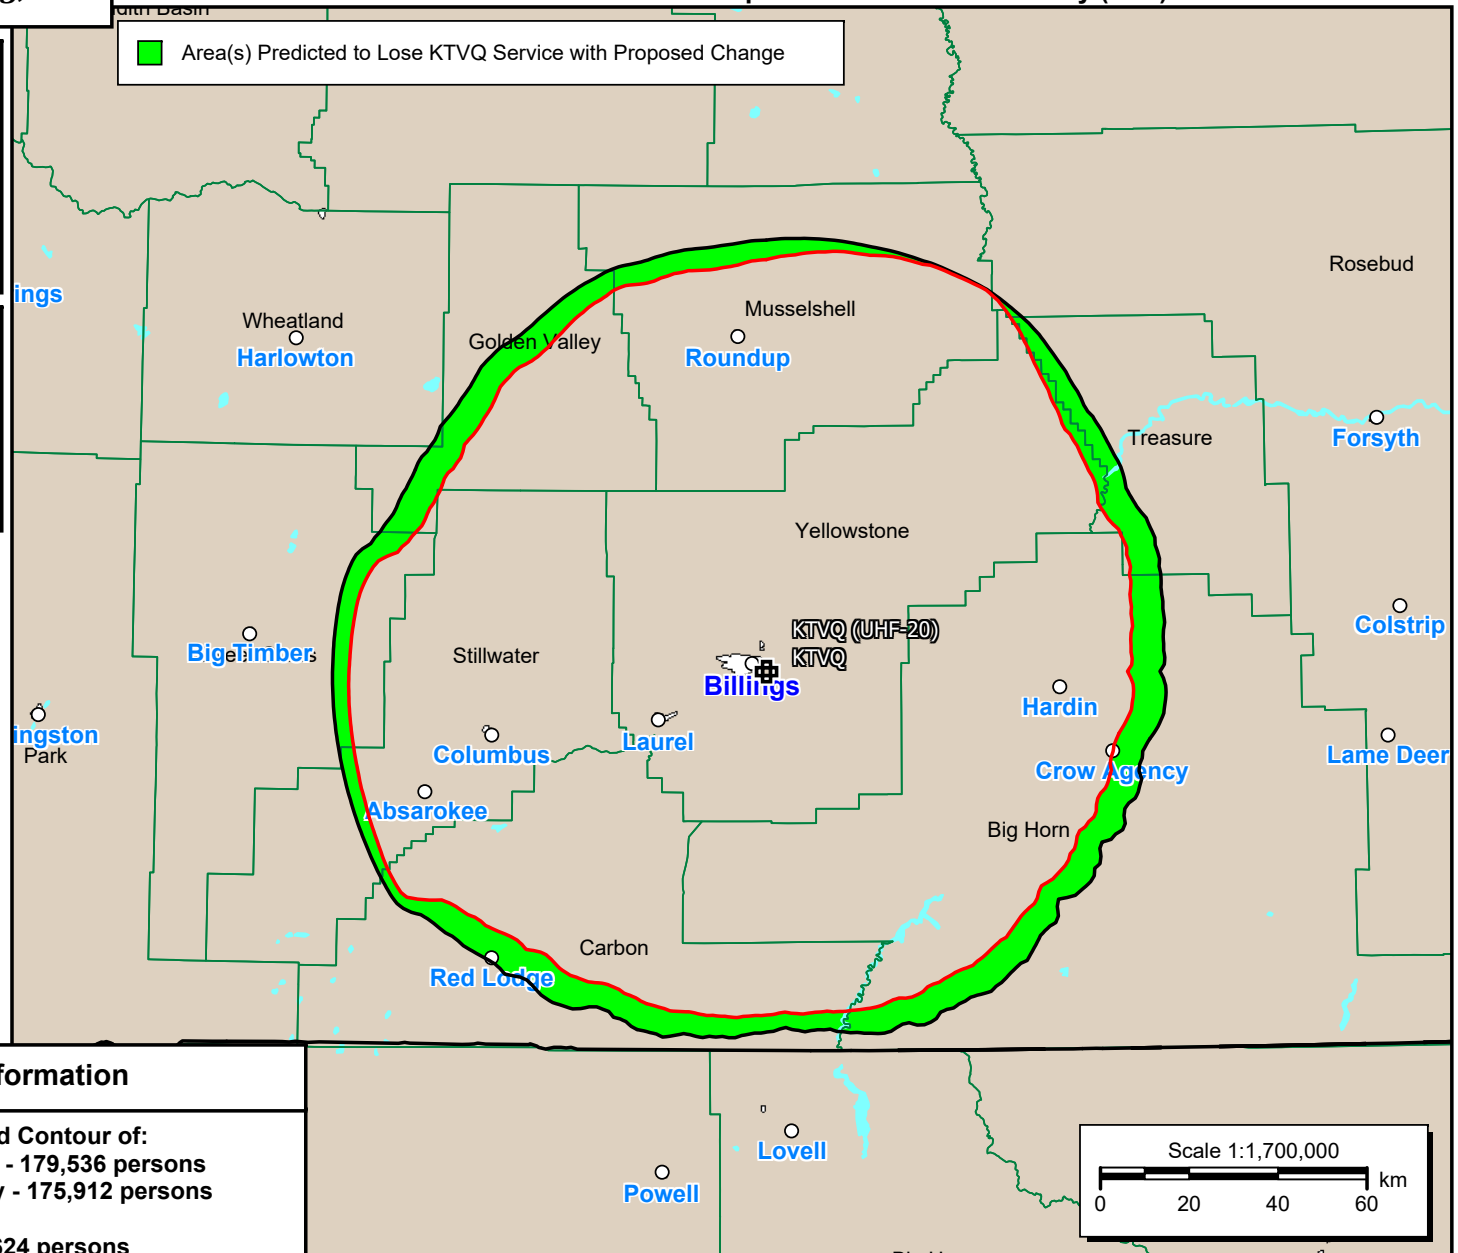 Area(s) Predicted to Lose KTVQ Service with Proposed Change
Rosebud
ings
Wheatland
Harlowton
Golden Valley
Musselshell
Roundup
Treasure
Forsyth
Yellowstone
KTVQ (UHF-20)
KTVQ
Billings
Big Timber
Stillwater
Colstrip
Hardin
ingston
Park
Columbus
Laurel
Lame Deer
Crow Agency
Absarokee
Big Horn
Carbon
Red Lodge
formation
d Contour of:
- 179,536 persons
y - 175,912 persons
624 persons
Lovell
Powell
Scale 1:1,700,000
km
0 20 40 60